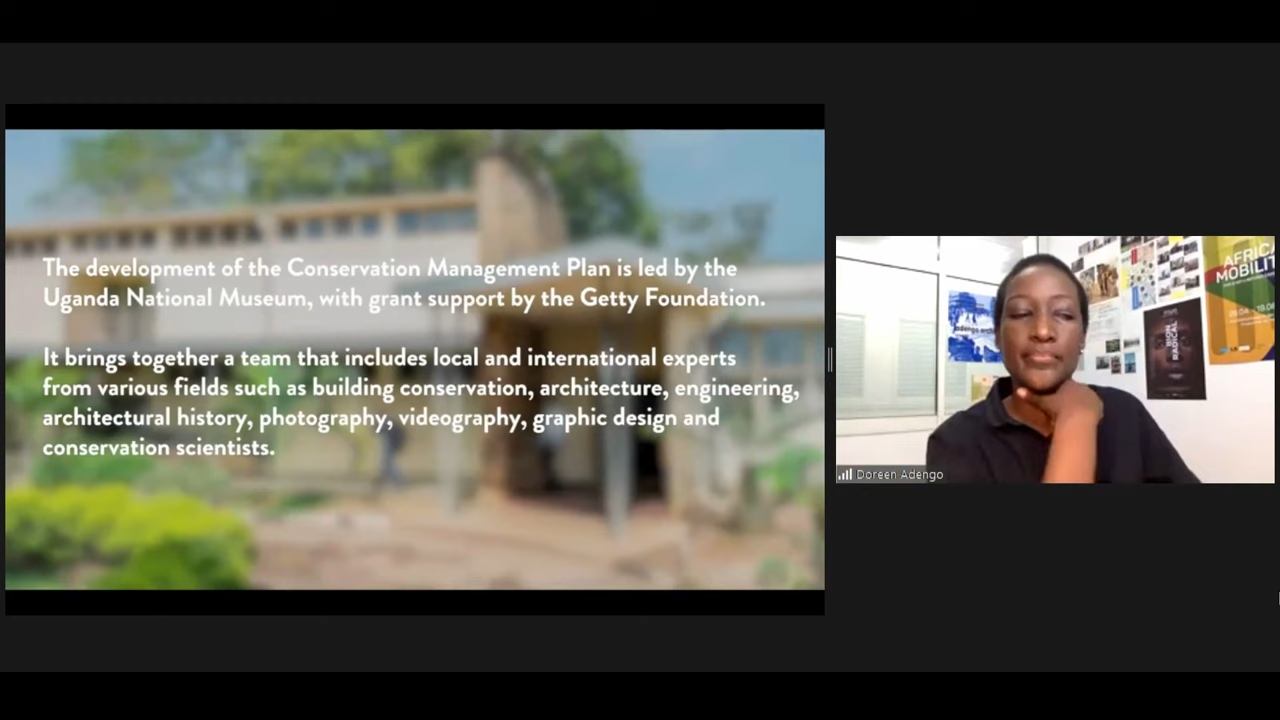 The development of the Conservation Management Plan is led by the
Uganda National Museum, with grant support by the Getty Foundation.
It brings together a team that includes local and international experts
from various fields such as building conservation, architecture, engineering,
architectural history, photography, videography, graphic design and
conservation scientists.
AFRICA
MOBILIT
Doreen Adengo